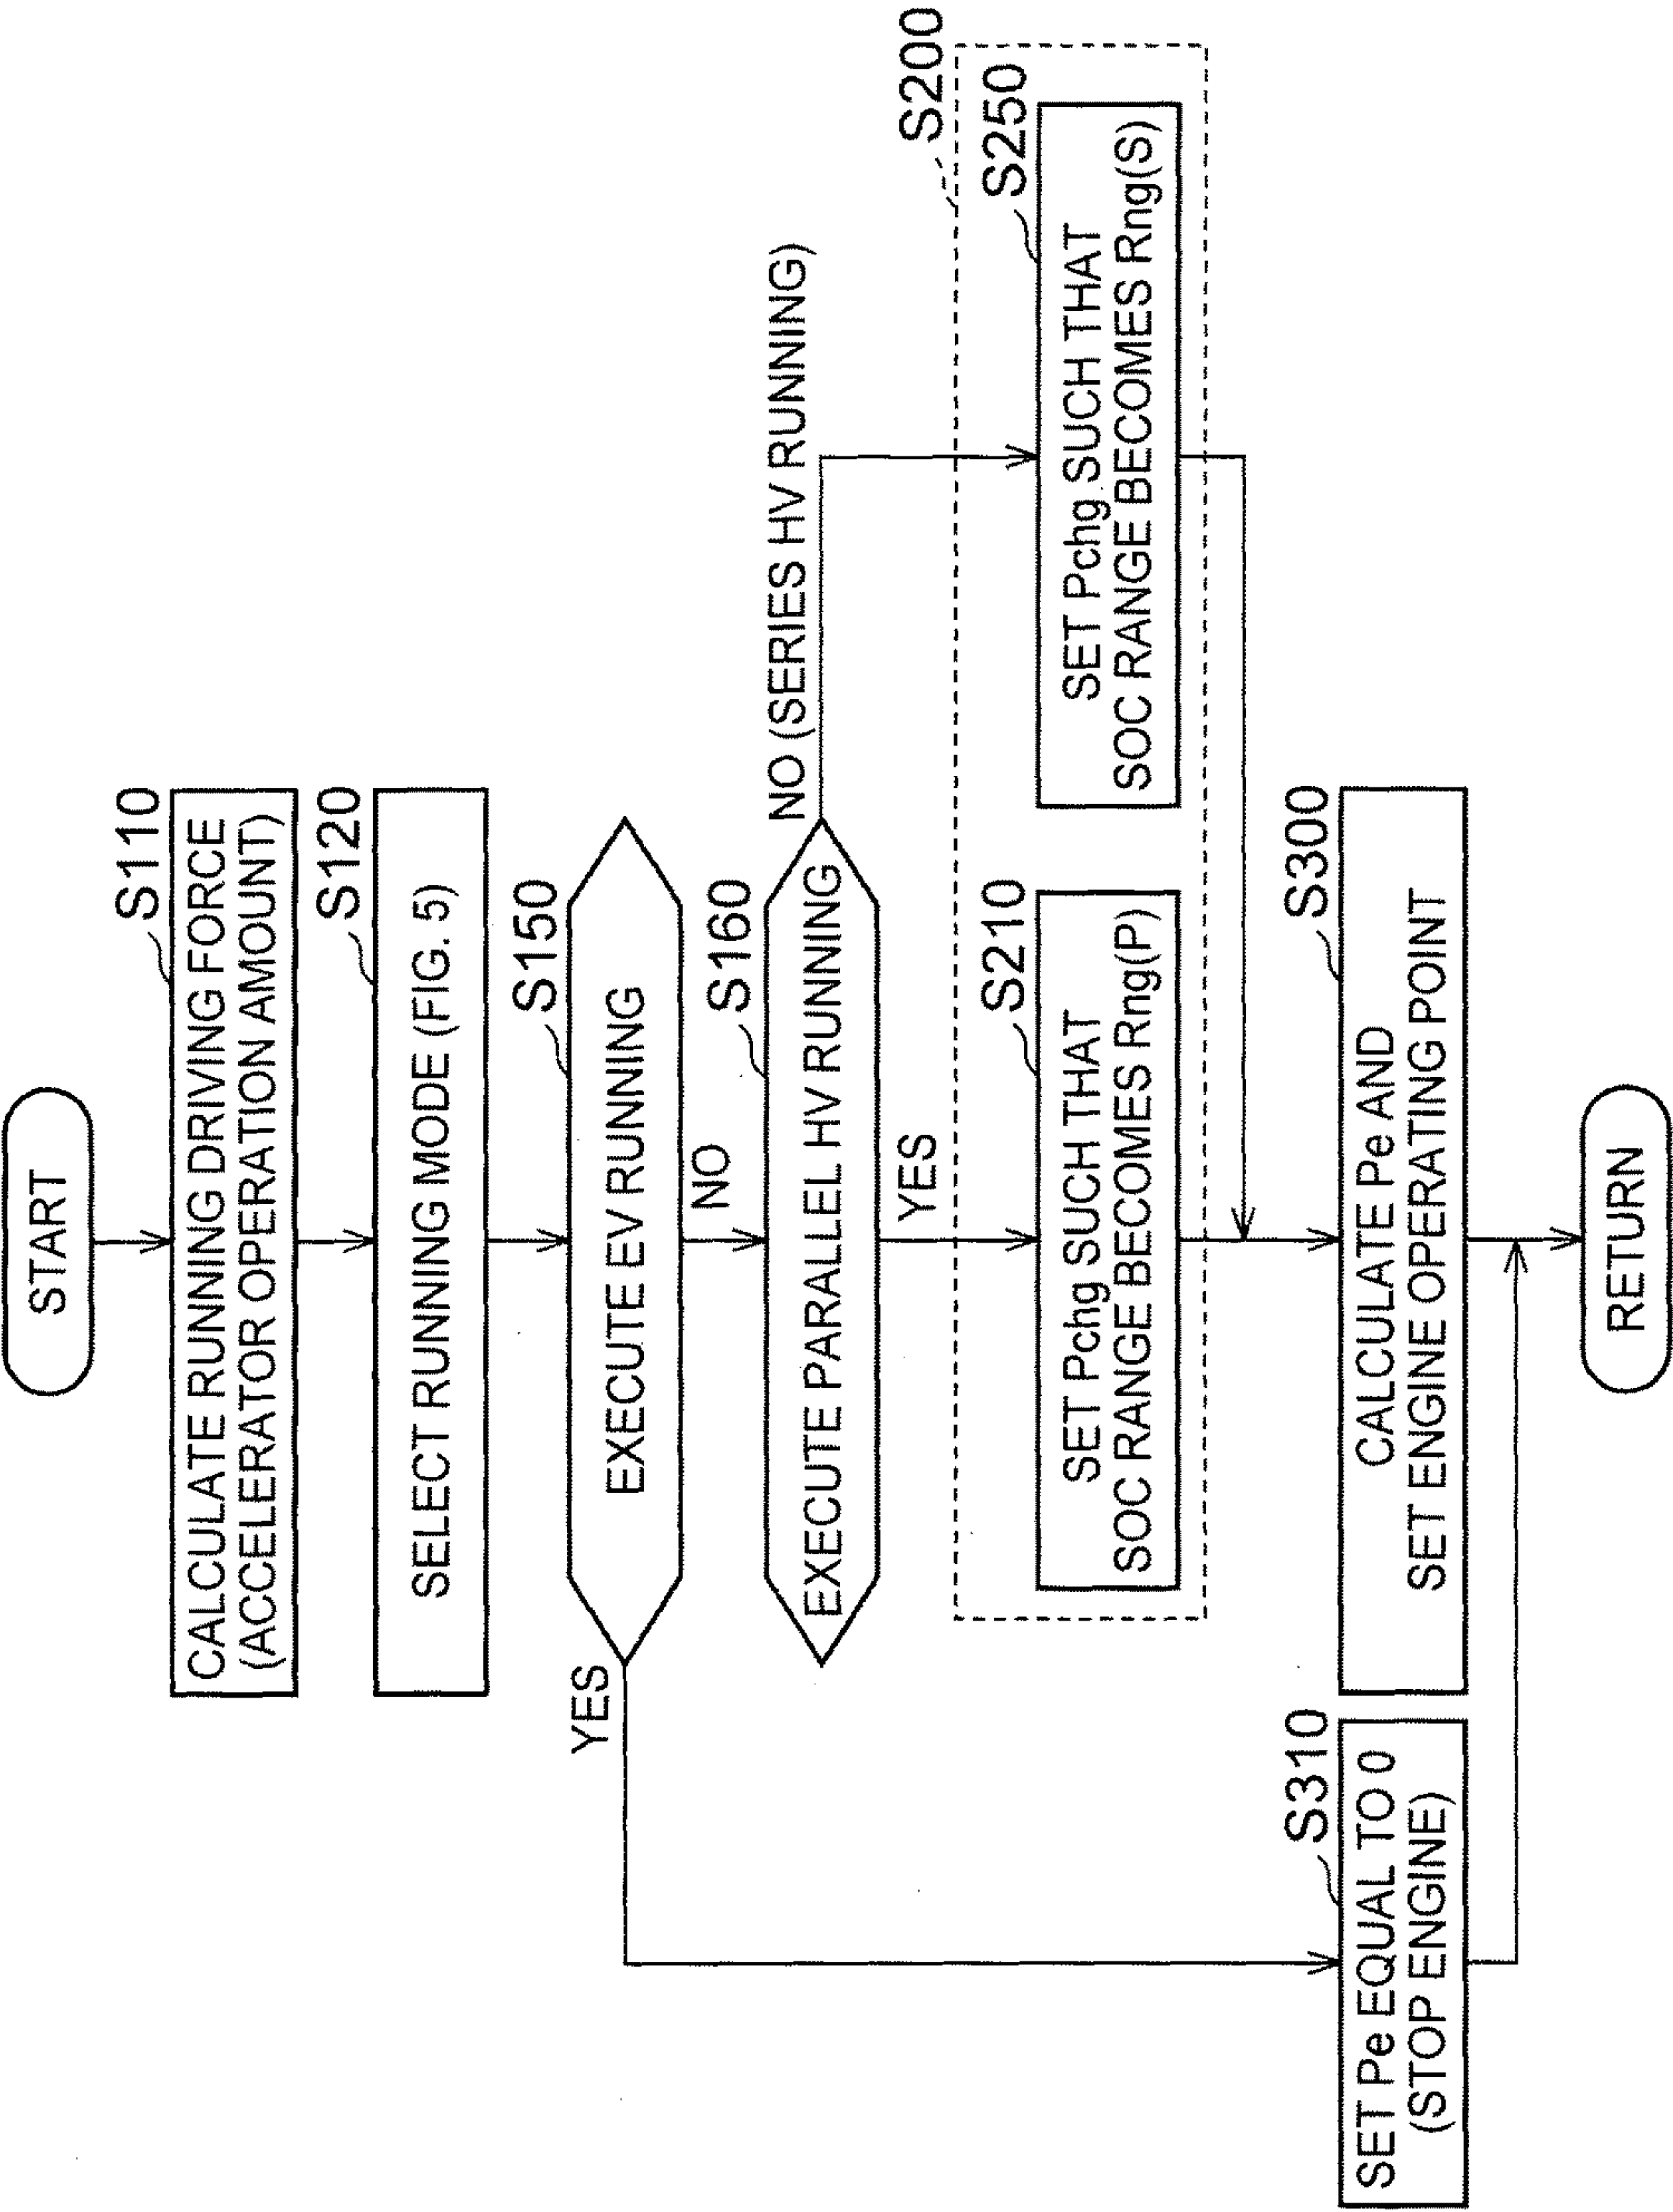 START
S110
CALCULATE RUNNING DRIVING FORCE
(ACCELERATOR OPERATION AMOUNT)
S120
SELECT RUNNING MODE (FIG. 5)
S150
EXECUTE EV RUNNING
YES
NO
S160
EXECUTE PARALLEL HV RUNNING
NO (SERIES HV RUNNING)
YES
S200
S210
SET Pchg SUCH THAT
SOC RANGE BECOMES Rng(P)
S250
SET Pchg SUCH THAT
SOC RANGE BECOMES Rng(S)
S310
SET Pe EQUAL TO 0
(STOP ENGINE)
S300
CALCULATE Pe AND
SET ENGINE OPERATING POINT
RETURN